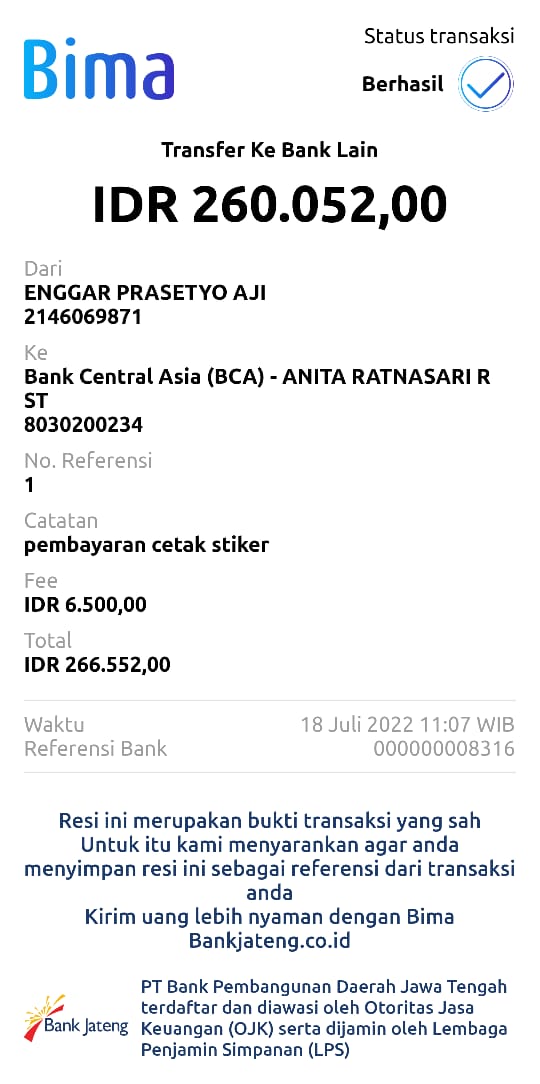 Bima
Status transaksi
Berhasil
Transfer Ke Bank Lain
IDR 260.052,00
Dari
ENGGAR PRASETYO AJI
2146069871
Ke
Bank Central Asia (BCA) - ANITA RATNASARI R
ST
8030200234
No. Referensi
1
Catatan
pembayaran cetak stiker
Fee
IDR 6.500,00
Total
IDR 266.552,00
Waktu 18 Juli 2022 11:07 WIB
Referensi Bank 000000008316
Resi ini merupakan bukti transaksi yang sah
Untuk itu kami menyarankan agar anda
menyimpan resi ini sebagai referensi dari transaksi
anda
Kirim uang lebih nyaman dengan Bima
Bankjateng.co.id
Bank Jateng
PT Bank Pembangunan Daerah Jawa Tengah
terdaftar dan diawasi oleh Otoritas Jasa
Keuangan (OJK) serta dijamin oleh Lembaga
Penjamin Simpanan (LPS)